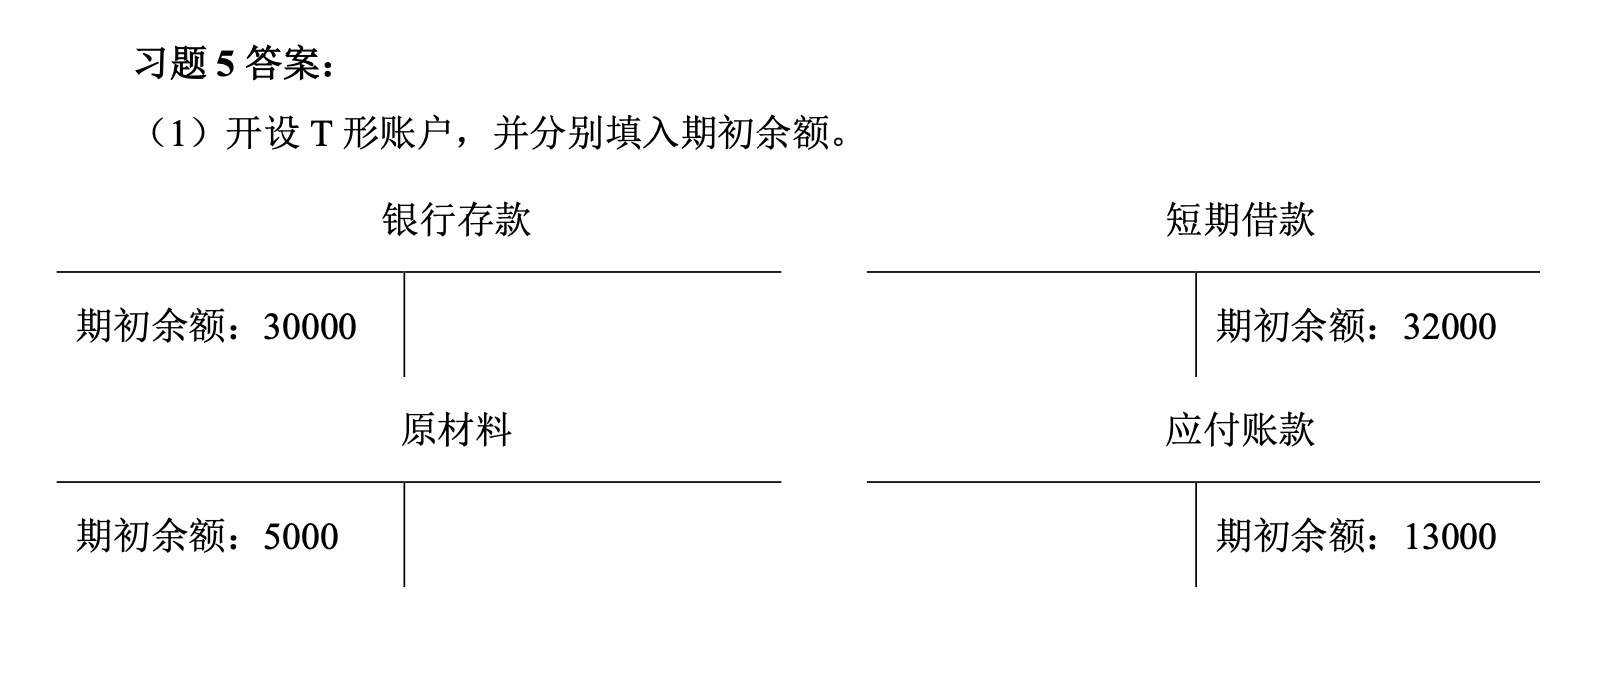 习题 5 答案：
（1）开设 T 形账户，并分别填入期初余额。
银行存款 短期借款
期初余额：30000 期初余额：32000
原材料 应付账款
期初余额：5000 期初余额：13000